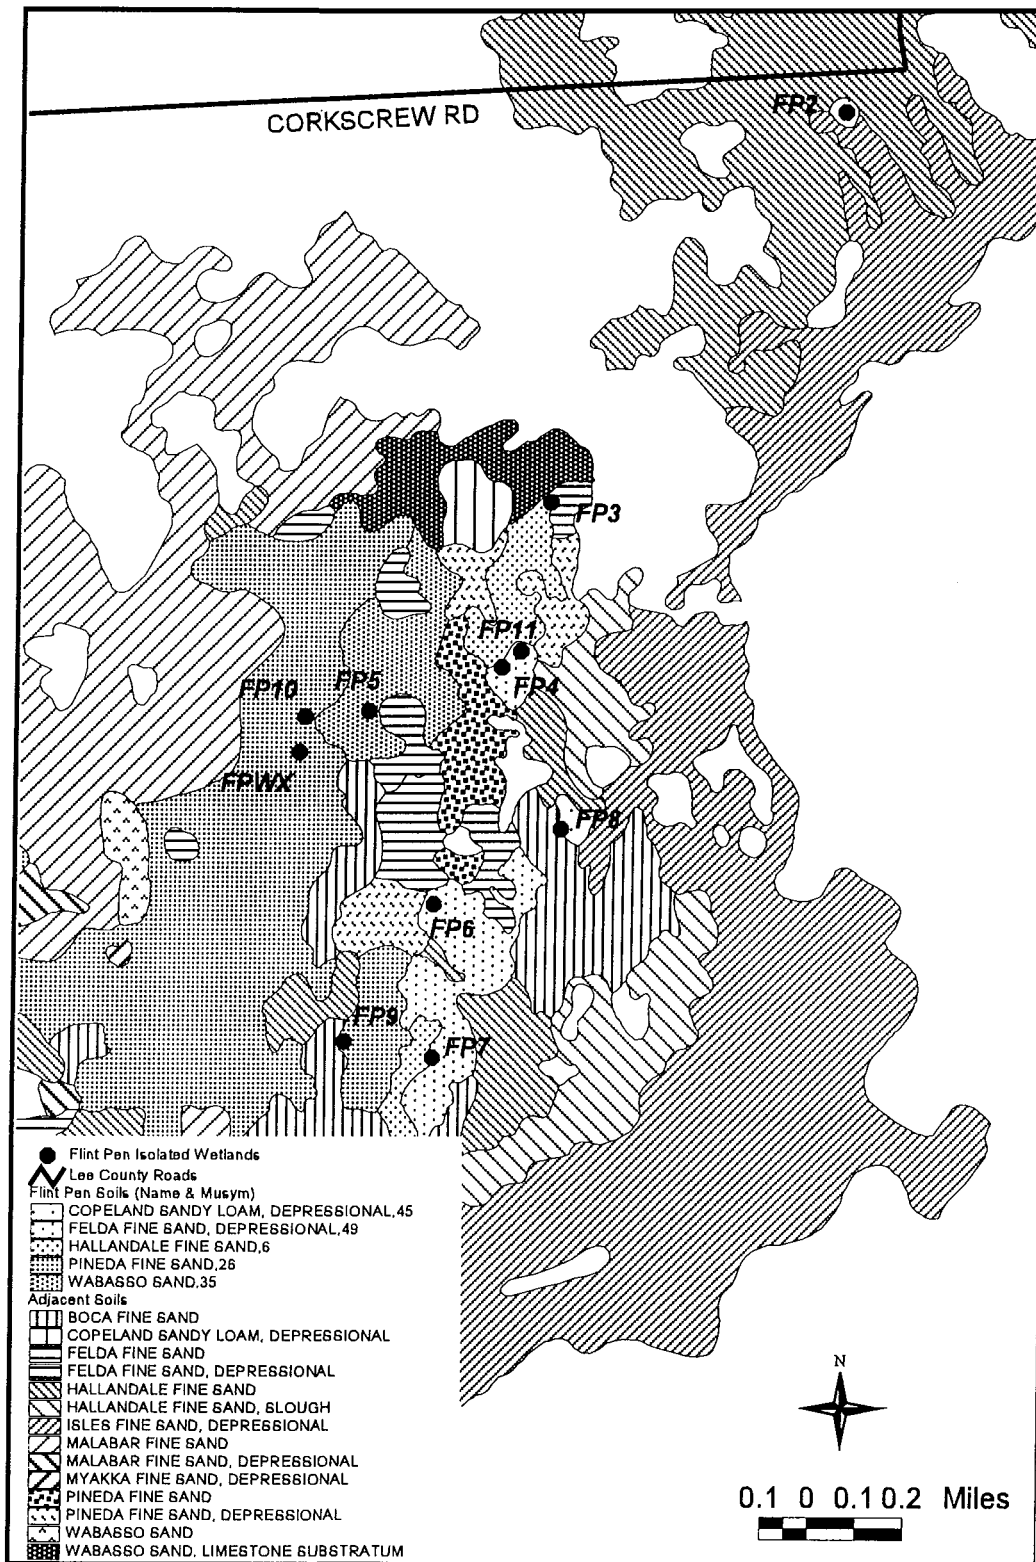 CORKSCREW RD
FP2
FP3
FP11
FP4
FP10
FP5
FPWX
FP8
FP6
FP9
FP7
Flint Pen Isolated Wetlands
Lee County Roads
Flint Pen Soils (Name & Musym)
COPELAND SANDY LOAM, DEPRESSIONAL,45
FELDA FINE SAND, DEPRESSIONAL,49
HALLANDALE FINE SAND,6
PINEDA FINE SAND,26
WABASSO SAND,35
Adjacent Soils
BOCA FINE SAND
COPELAND SANDY LOAM, DEPRESSIONAL
FELDA FINE SAND
FELDA FINE SAND, DEPRESSIONAL
HALLANDALE FINE SAND
HALLANDALE FINE SAND, SLOUGH
ISLES FINE SAND, DEPRESSIONAL
MALABAR FINE SAND
MALABAR FINE SAND, DEPRESSIONAL
MYAKKA FINE SAND, DEPRESSIONAL
PINEDA FINE SAND
PINEDA FINE SAND, DEPRESSIONAL
WABASSO SAND
WABASSO SAND, LIMESTONE SUBSTRATUM
N
0.1 0 0.1 0.2 Miles